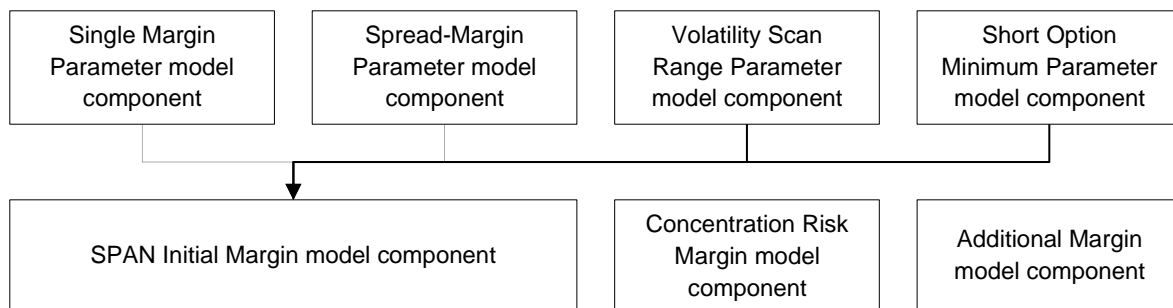 Single Margin
Parameter model
component
Spread-Margin
Parameter model
component
Volatility Scan
Range Parameter
model component
Short Option
Minimum Parameter
model component
SPAN Initial Margin model component
Concentration Risk
Margin model
component
Additional Margin
model component